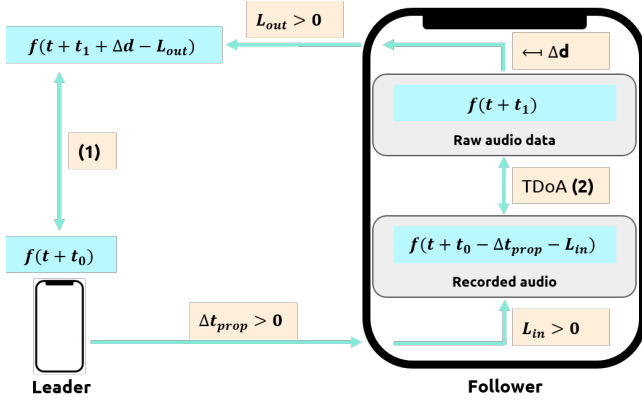 L_out > 0
f(t + t_1 + Δd − L_out)
↤ Δd
f(t + t_1)
Raw audio data
(1)
TDoA (2)
f(t + t_0)
f(t + t_0 − Δt_prop − L_in)
Recorded audio
Δt_prop > 0
L_in > 0
Leader
Follower